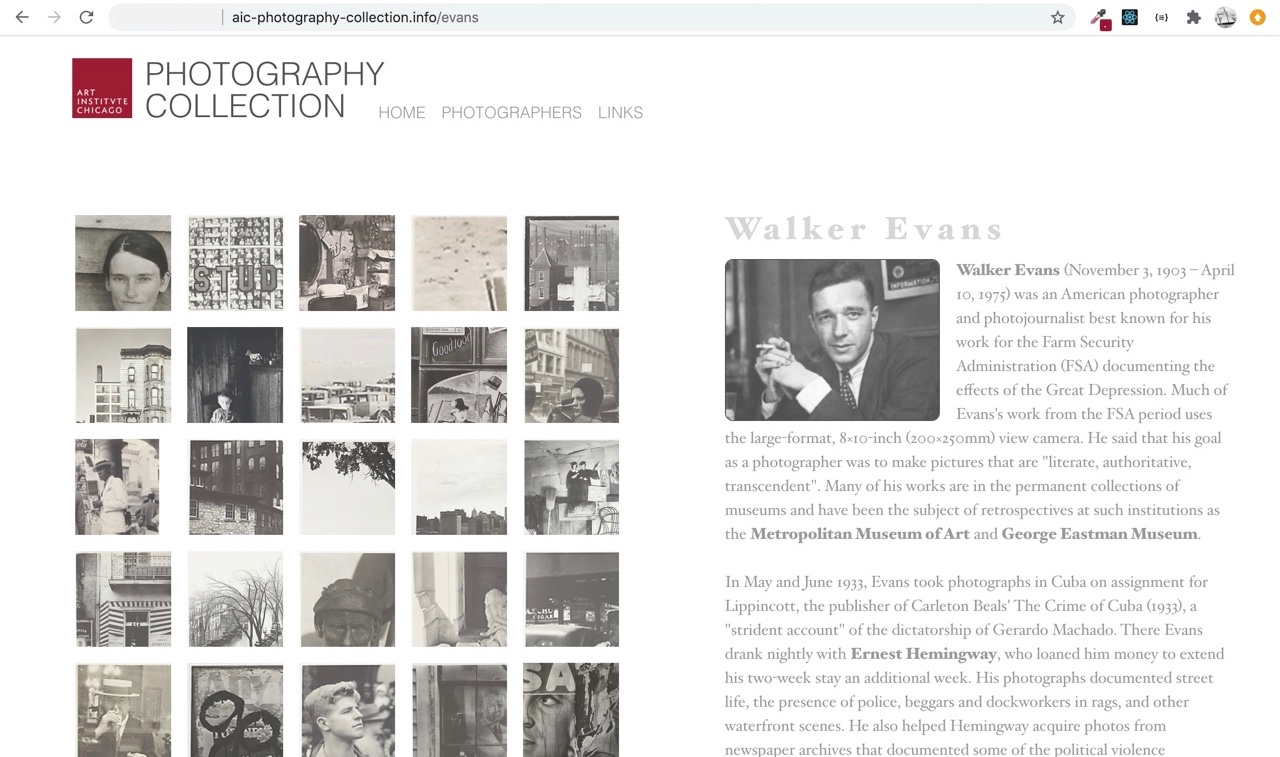 aic-photography-collection.info/evans
ART
INSTITVTE
CHICAGO
PHOTOGRAPHY
COLLECTION
HOME PHOTOGRAPHERS LINKS
STUD
Good food
SA
Walker Evans
INFORMATION
Walker Evans (November 3, 1903 – April
10, 1975) was an American photographer
and photojournalist best known for his
work for the Farm Security
Administration (FSA) documenting the
effects of the Great Depression. Much of
Evans's work from the FSA period uses
the large-format, 8×10-inch (200×250mm) view camera. He said that his goal
as a photographer was to make pictures that are "literate, authoritative,
transcendent". Many of his works are in the permanent collections of
museums and have been the subject of retrospectives at such institutions as
the Metropolitan Museum of Art and George Eastman Museum.
In May and June 1933, Evans took photographs in Cuba on assignment for
Lippincott, the publisher of Carleton Beals' The Crime of Cuba (1933), a
"strident account" of the dictatorship of Gerardo Machado. There Evans
drank nightly with Ernest Hemingway, who loaned him money to extend
his two-week stay an additional week. His photographs documented street
life, the presence of police, beggars and dockworkers in rags, and other
waterfront scenes. He also helped Hemingway acquire photos from
newspaper archives that documented some of the political violence